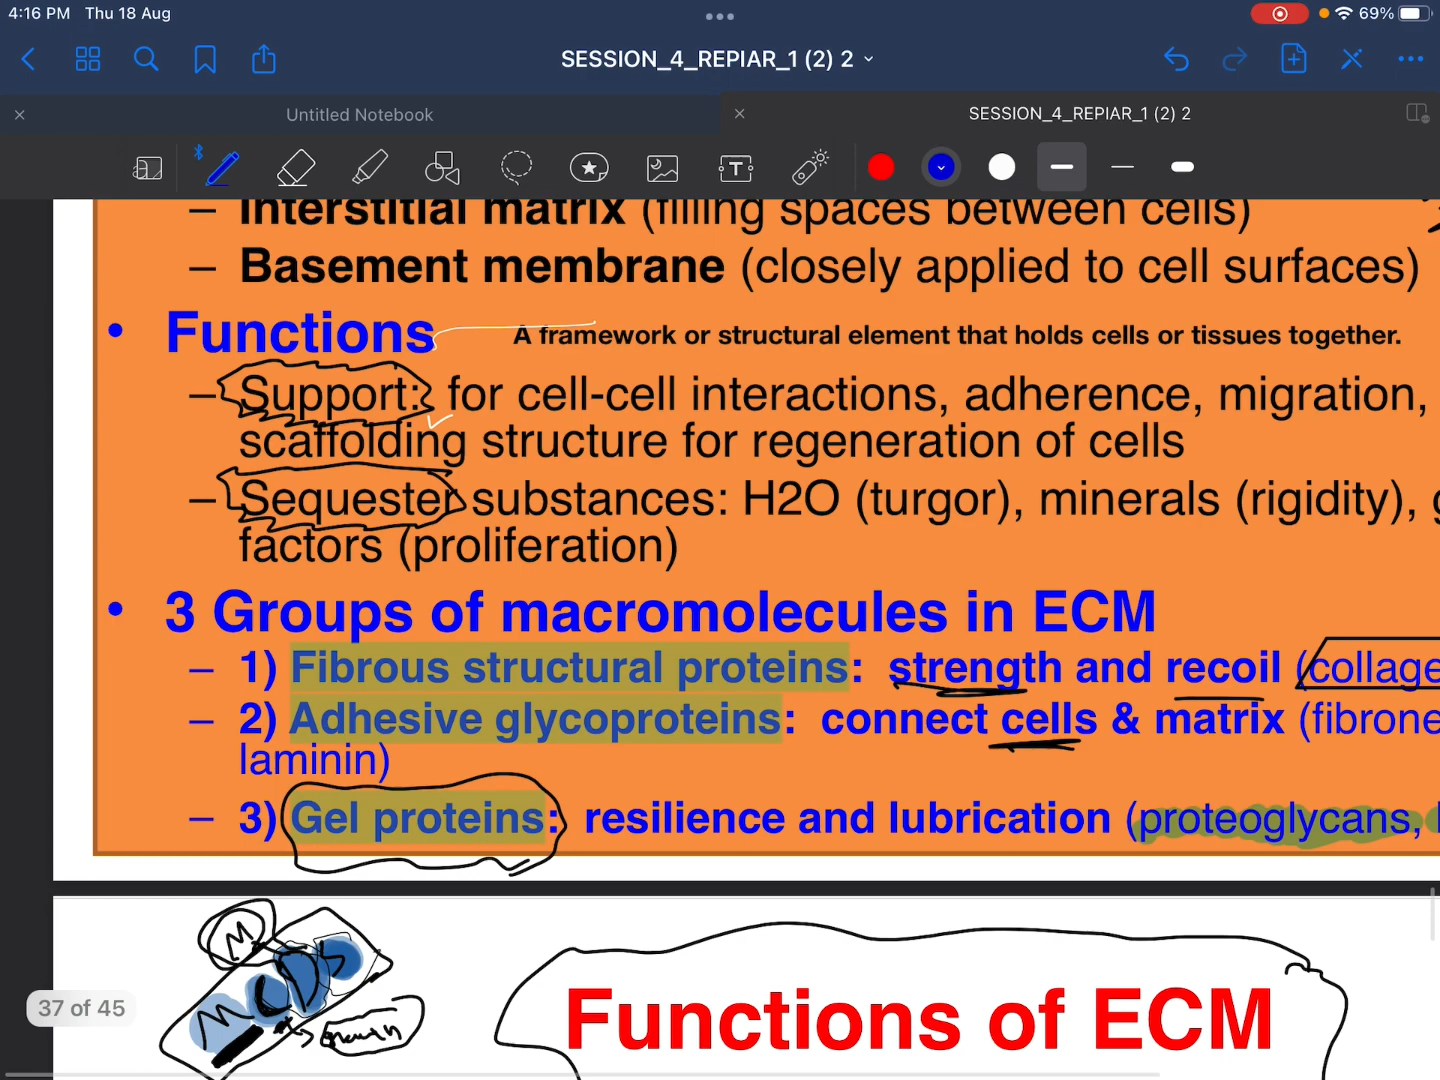 4:16 PM Thu 18 Aug
69%
SESSION_4_REPIAR_1 (2) 2
Untitled Notebook
SESSION_4_REPIAR_1 (2) 2
– Interstitial matrix (filling spaces between cells)
– Basement membrane (closely applied to cell surfaces)
• Functions
A framework or structural element that holds cells or tissues together.
– Support: for cell-cell interactions, adherence, migration,
scaffolding structure for regeneration of cells
– Sequester substances: H2O (turgor), minerals (rigidity), g
factors (proliferation)
• 3 Groups of macromolecules in ECM
– 1) Fibrous structural proteins: strength and recoil (collage
– 2) Adhesive glycoproteins: connect cells & matrix (fibrone
laminin)
– 3) Gel proteins: resilience and lubrication (proteoglycans,
M
M C D S
37 of 45
Functions of ECM